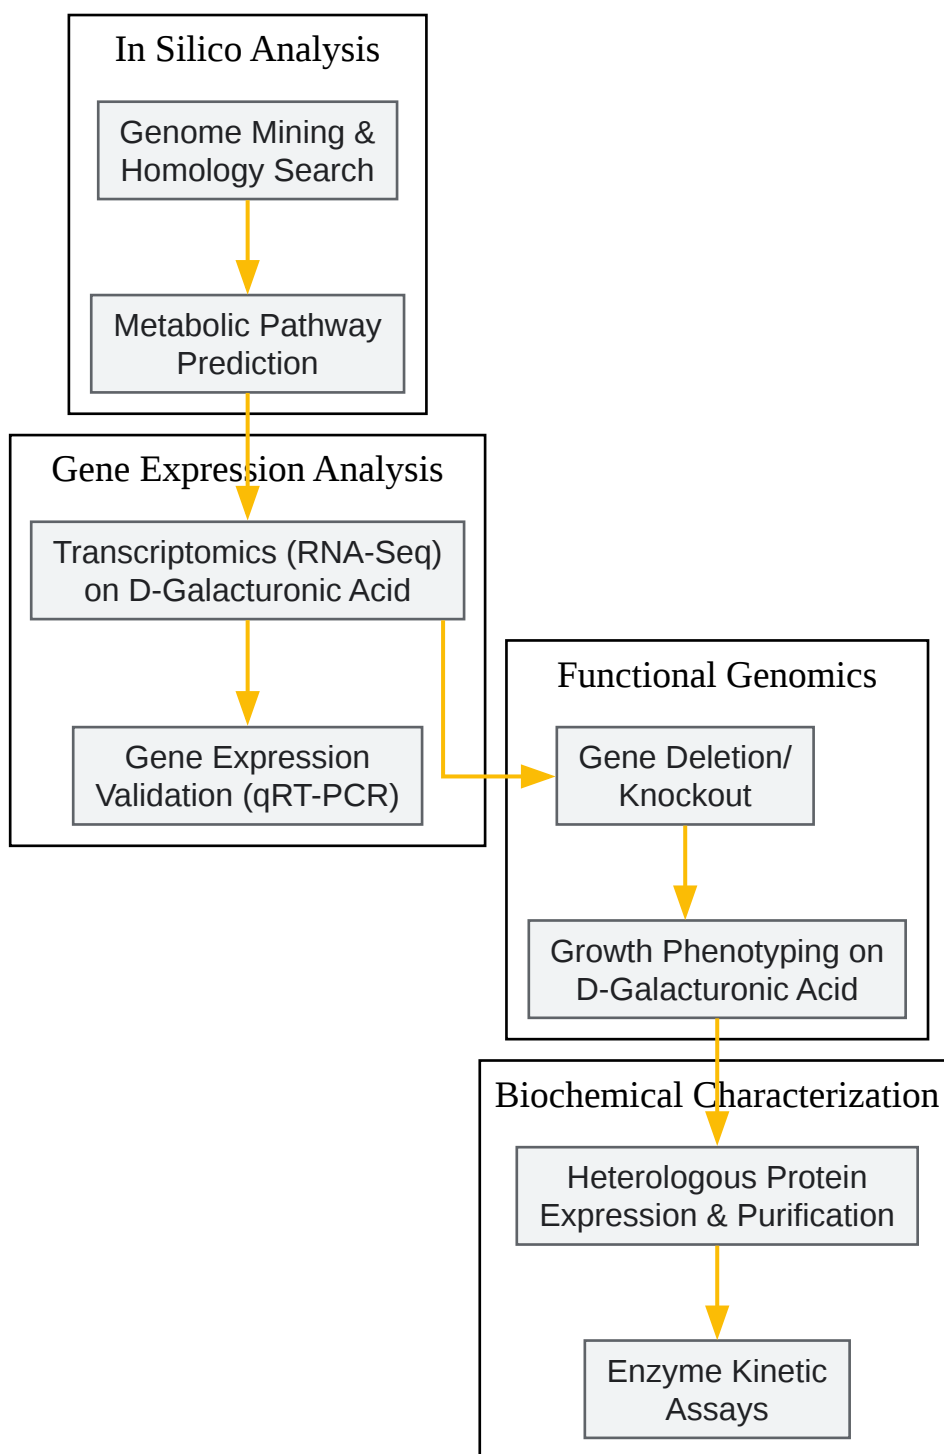 In Silico Analysis
Genome Mining &
Homology Search
Metabolic Pathway
Prediction
Gene Expression Analysis
Transcriptomics (RNA-Seq)
on D-Galacturonic Acid
Gene Expression
Validation (qRT-PCR)
Functional Genomics
Gene Deletion/
Knockout
Growth Phenotyping on
D-Galacturonic Acid
Biochemical Characterization
Heterologous Protein
Expression & Purification
Enzyme Kinetic
Assays